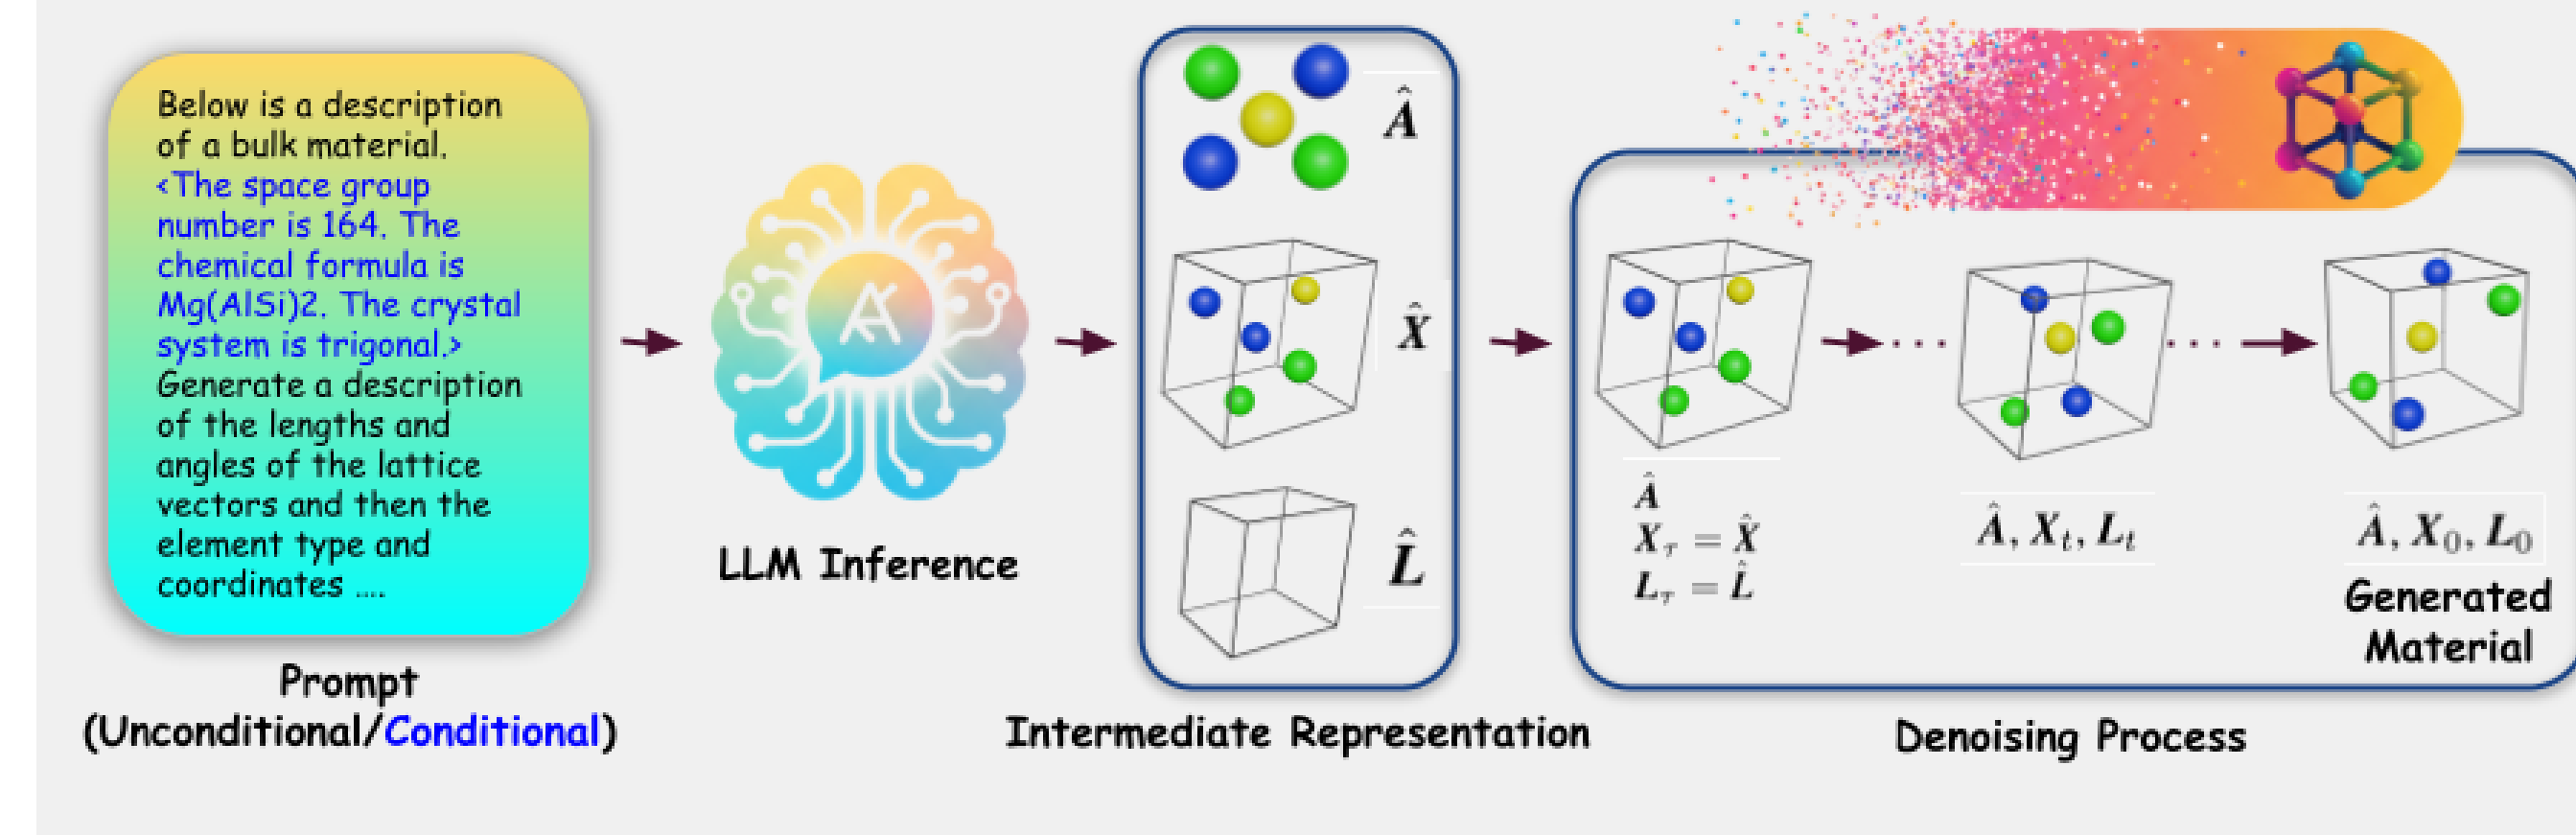 Below is a description
of a bulk material.
<The space group
number is 164. The
chemical formula is
Mg(AlSi)2. The crystal
system is trigonal.>
Generate a description
of the lengths and
angles of the lattice
vectors and then the
element type and
coordinates ....
Prompt
(Unconditional/Conditional)
LLM Inference
Â
X̂
L̂
Intermediate Representation
Â
X_τ = X̂
L_τ = L̂
Â, X_t, L_t
Â, X_0, L_0
Generated
Material
Denoising Process